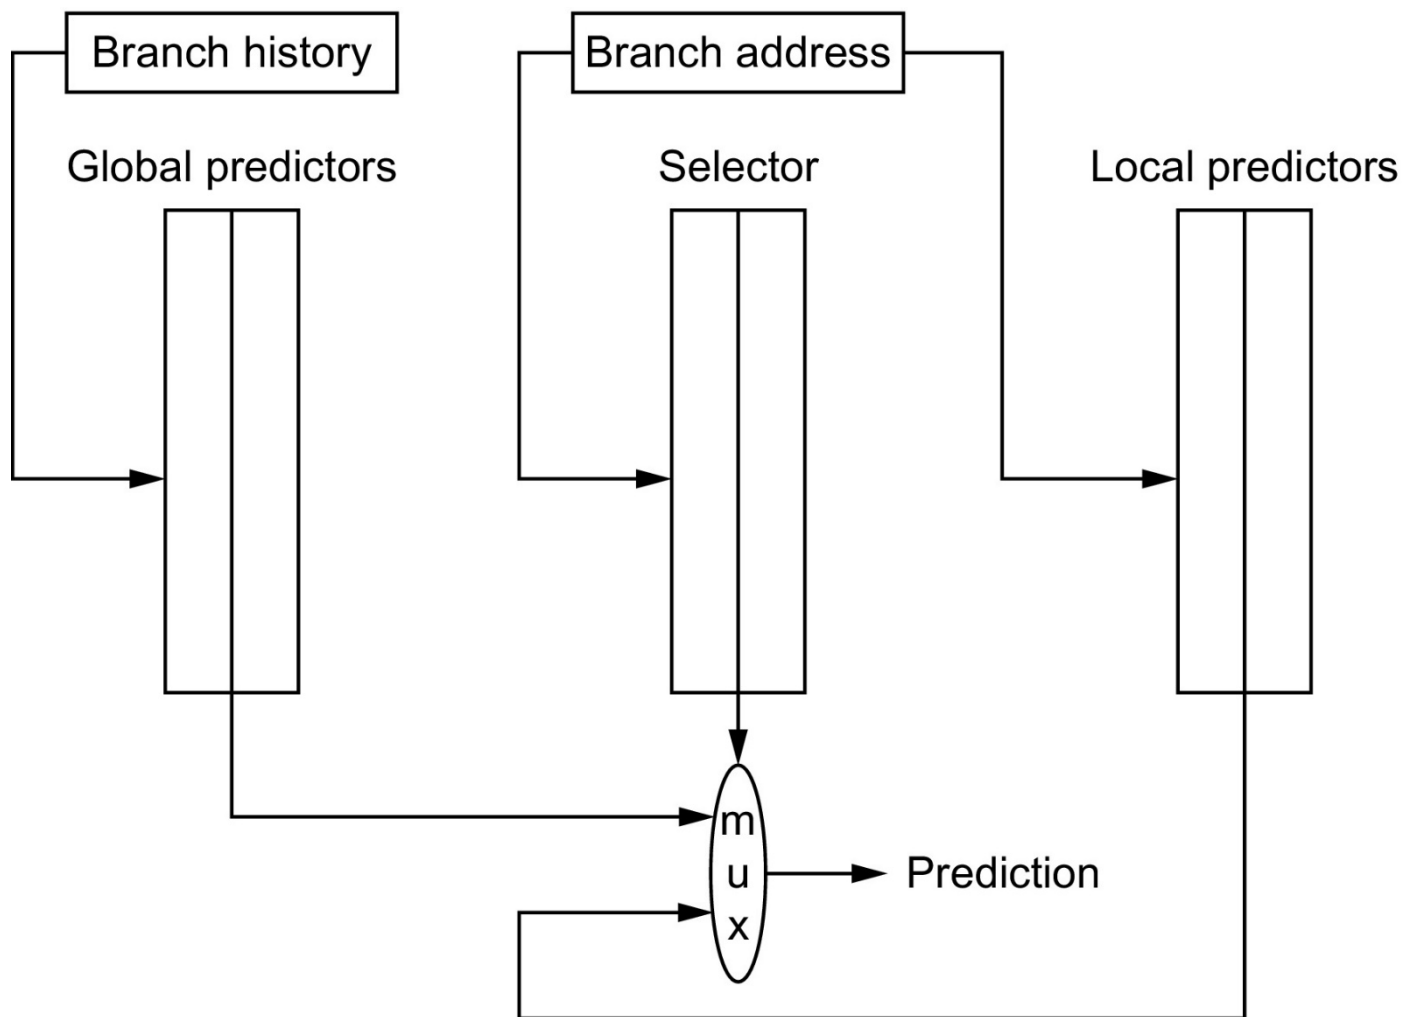 Branch history
Branch address
Global predictors
Selector
Local predictors
m
u
x
Prediction